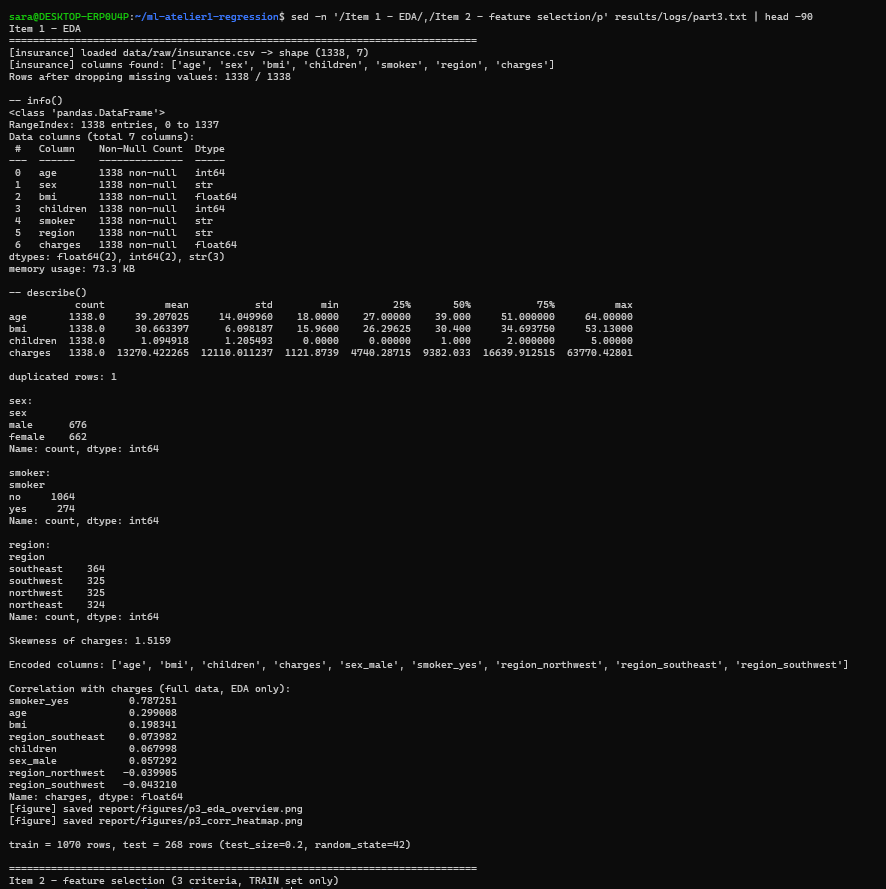 sara@DESKTOP-ERP0U4P:~/ml-atelier1-regression$ sed -n '/Item 1 - EDA/,/Item 2 - feature selection/p' results/logs/part3.txt | head -90
Item 1 - EDA
==============================================================================
[insurance] loaded data/raw/insurance.csv -> shape (1338, 7)
[insurance] columns found: ['age', 'sex', 'bmi', 'children', 'smoker', 'region', 'charges']
Rows after dropping missing values: 1338 / 1338

-- info()
<class 'pandas.DataFrame'>
RangeIndex: 1338 entries, 0 to 1337
Data columns (total 7 columns):
 #   Column    Non-Null Count  Dtype
---  ------    --------------  -----
 0   age       1338 non-null   int64
 1   sex       1338 non-null   str
 2   bmi       1338 non-null   float64
 3   children  1338 non-null   int64
 4   smoker    1338 non-null   str
 5   region    1338 non-null   str
 6   charges   1338 non-null   float64
dtypes: float64(2), int64(2), str(3)
memory usage: 73.3 KB

-- describe()
           count          mean           std        min         25%       50%           75%          max
age       1338.0     39.207025     14.049960    18.0000    27.00000    39.000     51.000000     64.00000
bmi       1338.0     30.663397      6.098187    15.9600    26.29625    30.400     34.693750     53.13000
children  1338.0      1.094918      1.205493     0.0000     0.00000     1.000      2.000000      5.00000
charges   1338.0  13270.422265  12110.011237  1121.8739  4740.28715  9382.033  16639.912515  63770.42801

duplicated rows: 1

sex:
sex
male      676
female    662
Name: count, dtype: int64

smoker:
smoker
no     1064
yes     274
Name: count, dtype: int64

region:
region
southeast    364
southwest    325
northwest    325
northeast    324
Name: count, dtype: int64

Skewness of charges: 1.5159

Encoded columns: ['age', 'bmi', 'children', 'charges', 'sex_male', 'smoker_yes', 'region_northwest', 'region_southeast', 'region_southwest']

Correlation with charges (full data, EDA only):
smoker_yes          0.787251
age                 0.299008
bmi                 0.198341
region_southeast    0.073982
children            0.067998
sex_male            0.057292
region_northwest   -0.039905
region_southwest   -0.043210
Name: charges, dtype: float64
[figure] saved report/figures/p3_eda_overview.png
[figure] saved report/figures/p3_corr_heatmap.png

train = 1070 rows, test = 268 rows (test_size=0.2, random_state=42)

==============================================================================
Item 2 - feature selection (3 criteria, TRAIN set only)